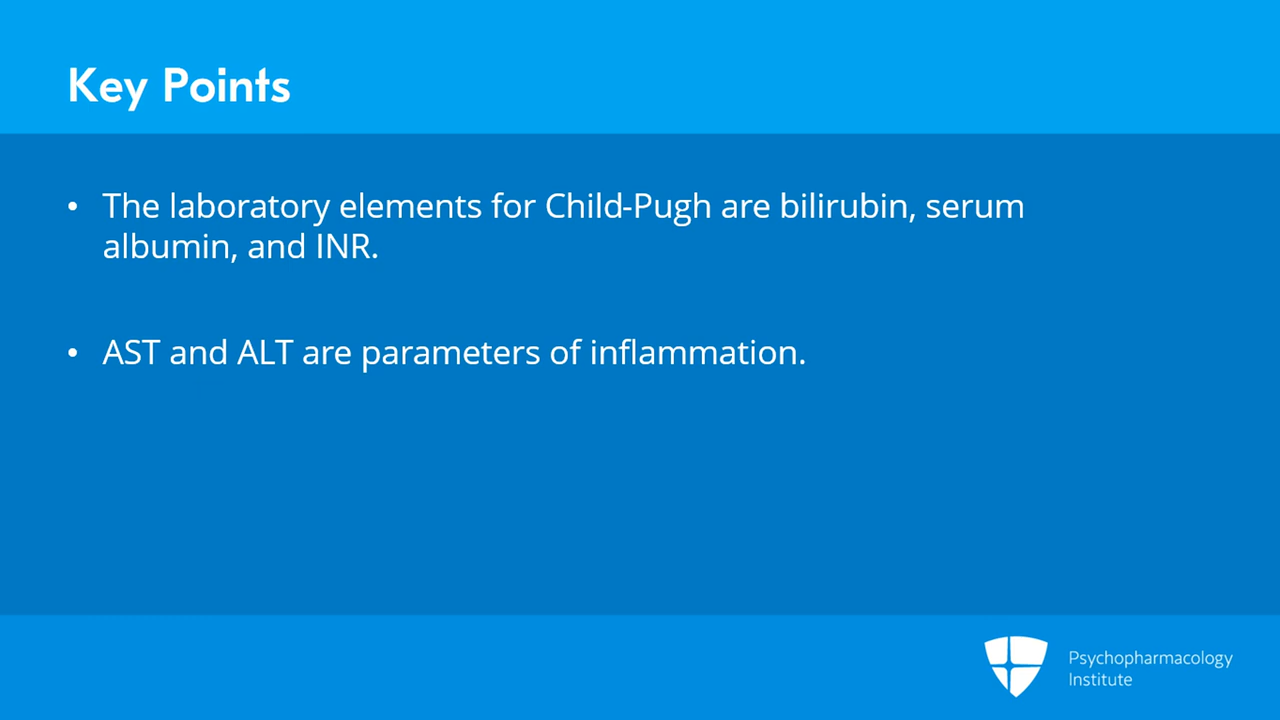 Key Points
• The laboratory elements for Child-Pugh are bilirubin, serum
albumin, and INR.
• AST and ALT are parameters of inflammation.
Psychopharmacology
Institute